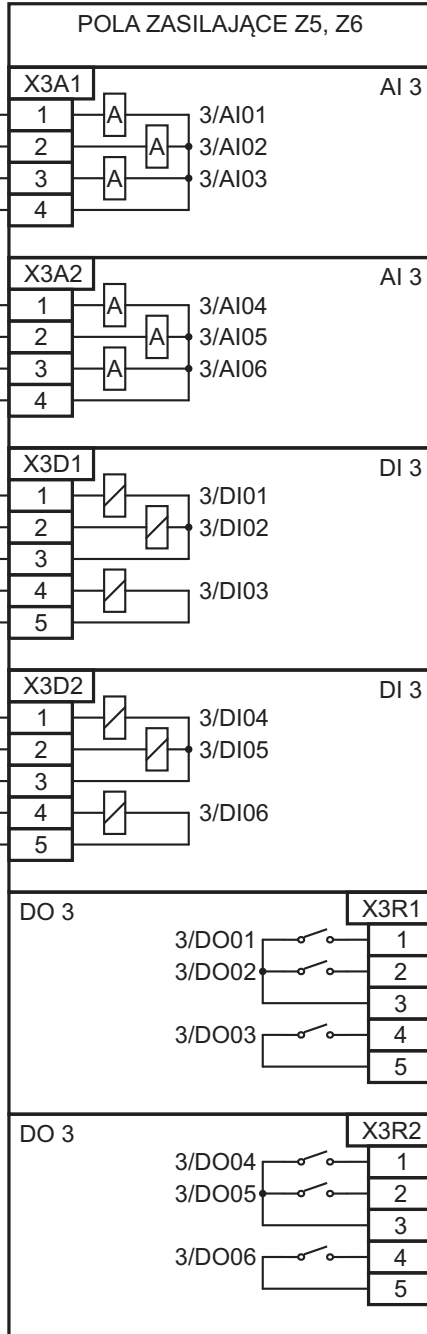 POLA ZASILAJĄCE Z5, Z6
X3A1 AI 3
1 A 3/AI01
2 A 3/AI02
3 A 3/AI03
4
X3A2 AI 3
1 A 3/AI04
2 A 3/AI05
3 A 3/AI06
4
X3D1 DI 3
1 3/DI01
2 3/DI02
3
4 3/DI03
5
X3D2 DI 3
1 3/DI04
2 3/DI05
3
4 3/DI06
5
DO 3 X3R1
3/DO01 1
3/DO02 2
3
3/DO03 4
5
DO 3 X3R2
3/DO04 1
3/DO05 2
3
3/DO06 4
5